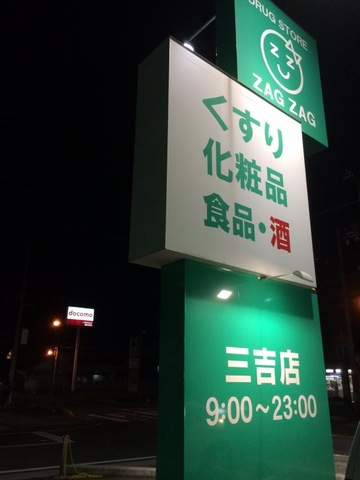 DRUG STORE
ZAG ZAG
くすり
化粧品
食品・酒
三吉店
9:00～23:00
docomo